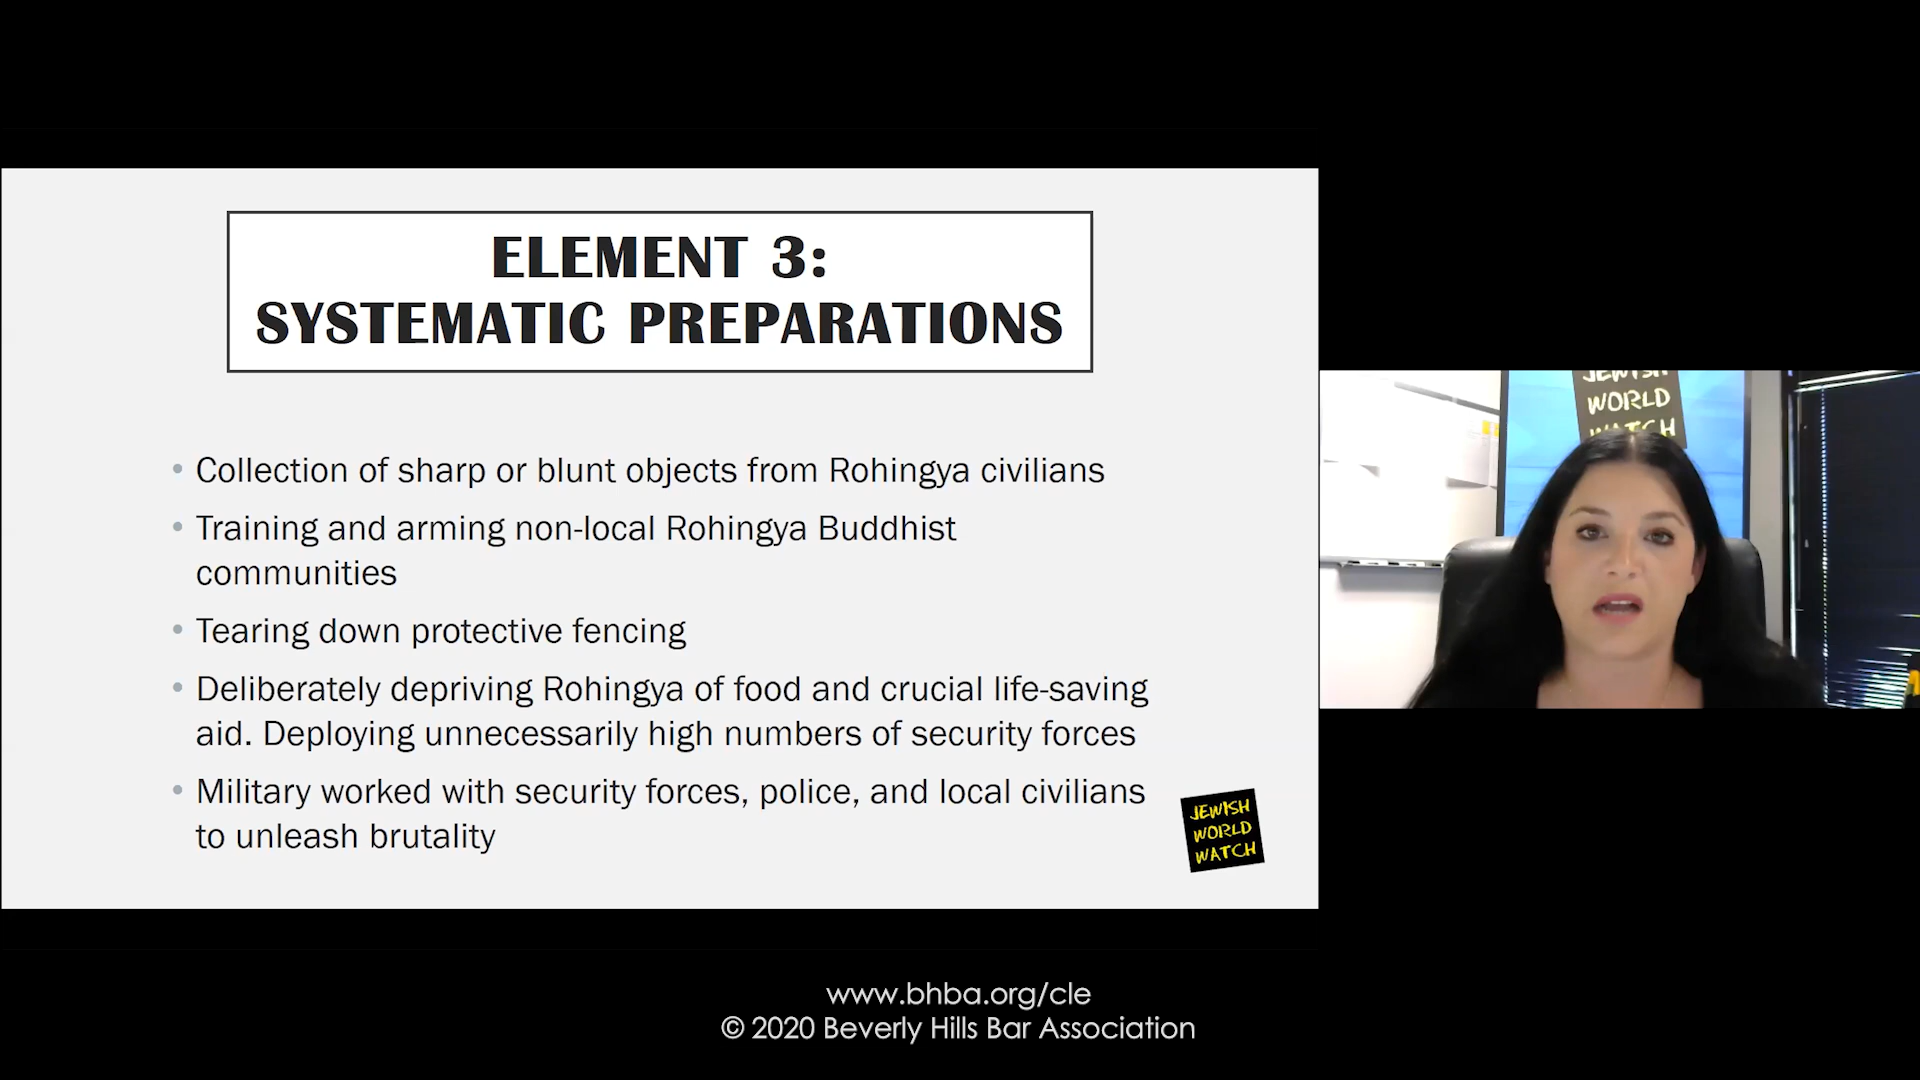 ELEMENT 3:
SYSTEMATIC PREPARATIONS
• Collection of sharp or blunt objects from Rohingya civilians
• Training and arming non-local Rohingya Buddhist
communities
• Tearing down protective fencing
• Deliberately depriving Rohingya of food and crucial life-saving
aid. Deploying unnecessarily high numbers of security forces
• Military worked with security forces, police, and local civilians
to unleash brutality
JEWISH
WORLD
WATCH
JEWISH
WORLD
WATCH
www.bhba.org/cle
© 2020 Beverly Hills Bar Association